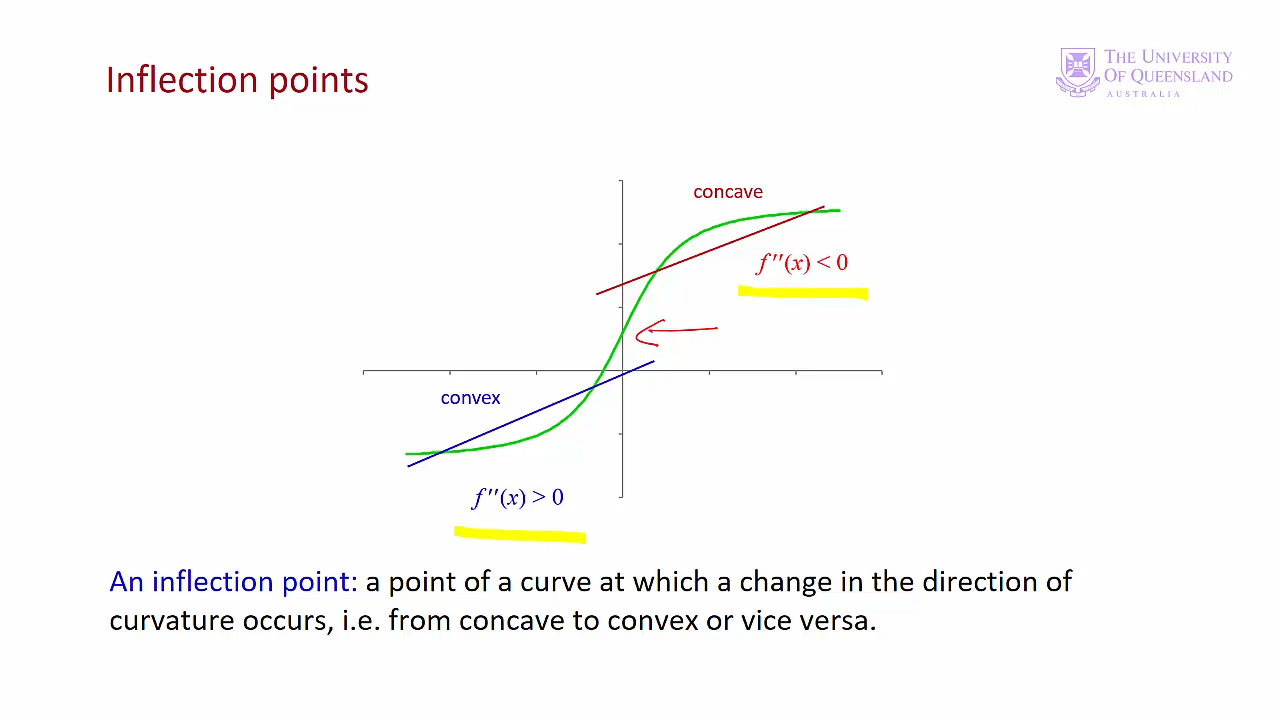 Inflection points
THE UNIVERSITY
OF QUEENSLAND
AUSTRALIA
concave
f″(x) < 0
convex
f″(x) > 0
An inflection point: a point of a curve at which a change in the direction of
curvature occurs, i.e. from concave to convex or vice versa.